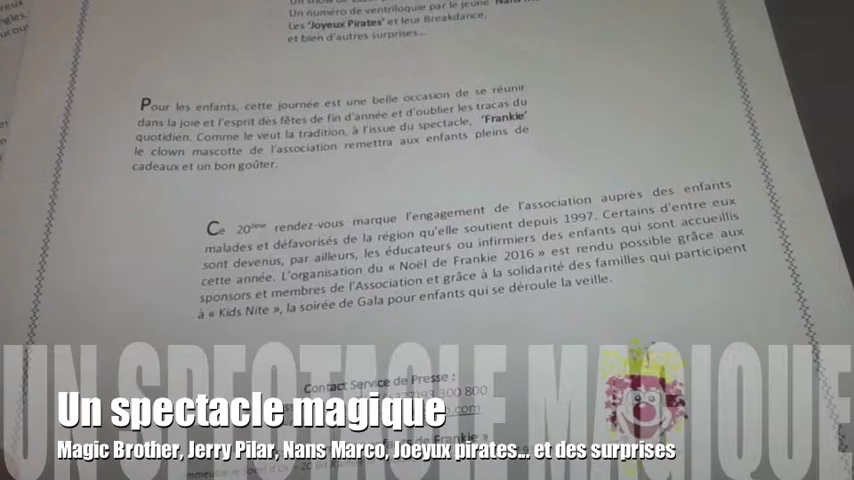 Un numéro de ventriloquie par le jeune
Les 'Joyeux Pirates' et leur Breakdance,
et bien d'autres surprises...
Pour les enfants, cette journée est une belle occasion de se réunir
dans la joie et l'esprit des fêtes de fin d'année et d'oublier les tracas du
quotidien. Comme le veut la tradition, à l'issue du spectacle, 'Frankie'
le clown mascotte de l'association remettra aux enfants pleins de
cadeaux et un bon goûter.
Ce 20ème rendez-vous marque l'engagement de l'association auprès des enfants
malades et défavorisés de la région qu'elle soutient depuis 1997. Certains d'entre eux
sont devenus, par ailleurs, les éducateurs ou infirmiers des enfants qui sont accueillis
cette année. L'organisation du « Noël de Frankie 2016 » est rendu possible grâce aux
sponsors et membres de l'Association et grâce à la solidarité des familles qui participent
à « Kids Nite », la soirée de Gala pour enfants qui se déroule la veille.
UN SPECTACLE MAGIQUE
Contact Service de Presse :
300 800
Un spectacle magique
de Frankie »
Magic Brother, Jerry Pilar, Nans Marco, Joeyux pirates... et des surprises